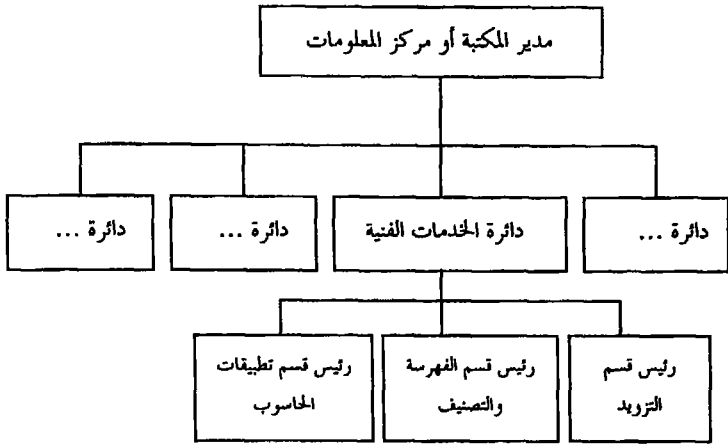 مدير المكتبة أو مركز المعلومات
دائرة ...
دائرة الخدمات الفنية
دائرة ...
دائرة ...
رئيس قسم
التزويد
رئيس قسم الفهرسة
والتصنيف
رئيس قسم تطبيقات
الحاسوب